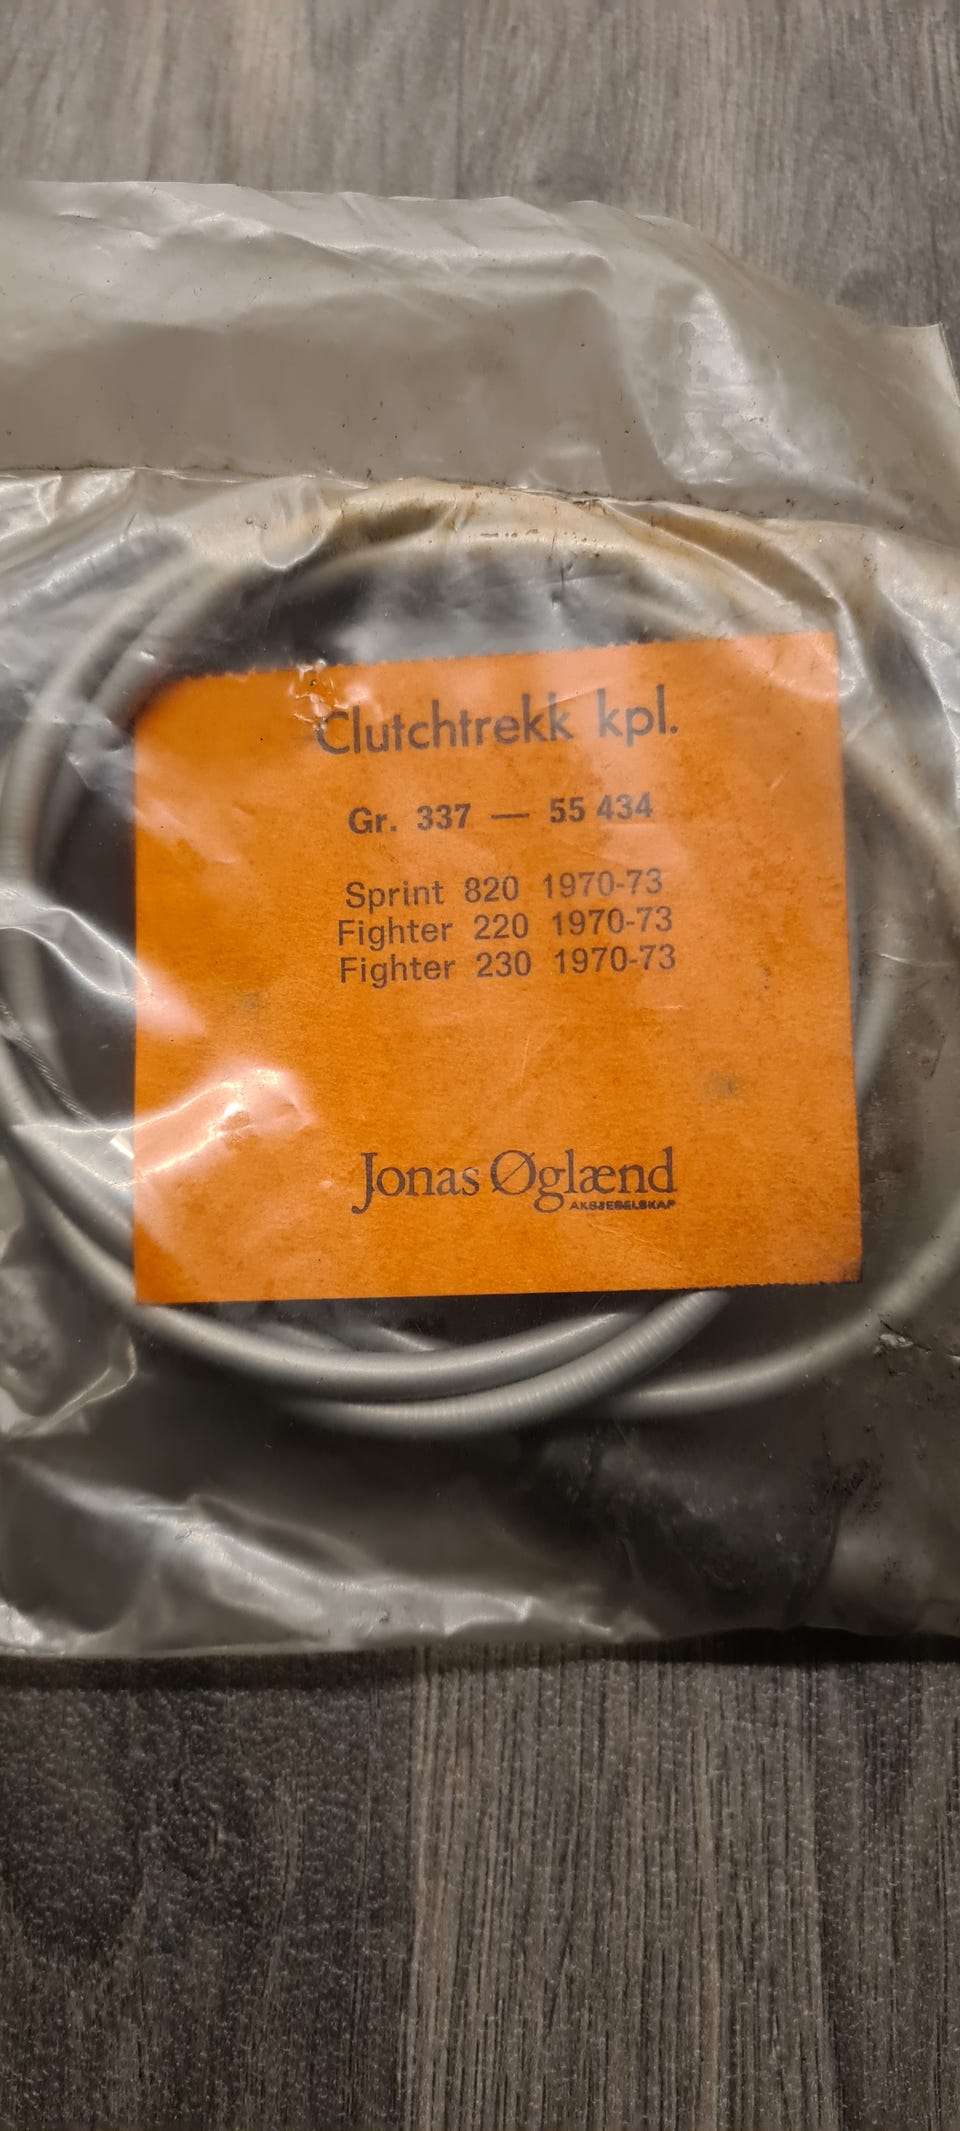 Clutchtrekk kpl.
Gr. 337 — 55 434
Sprint 820 1970-73
Fighter 220 1970-73
Fighter 230 1970-73
Jonas Øglænd
AKSJESELSKAP